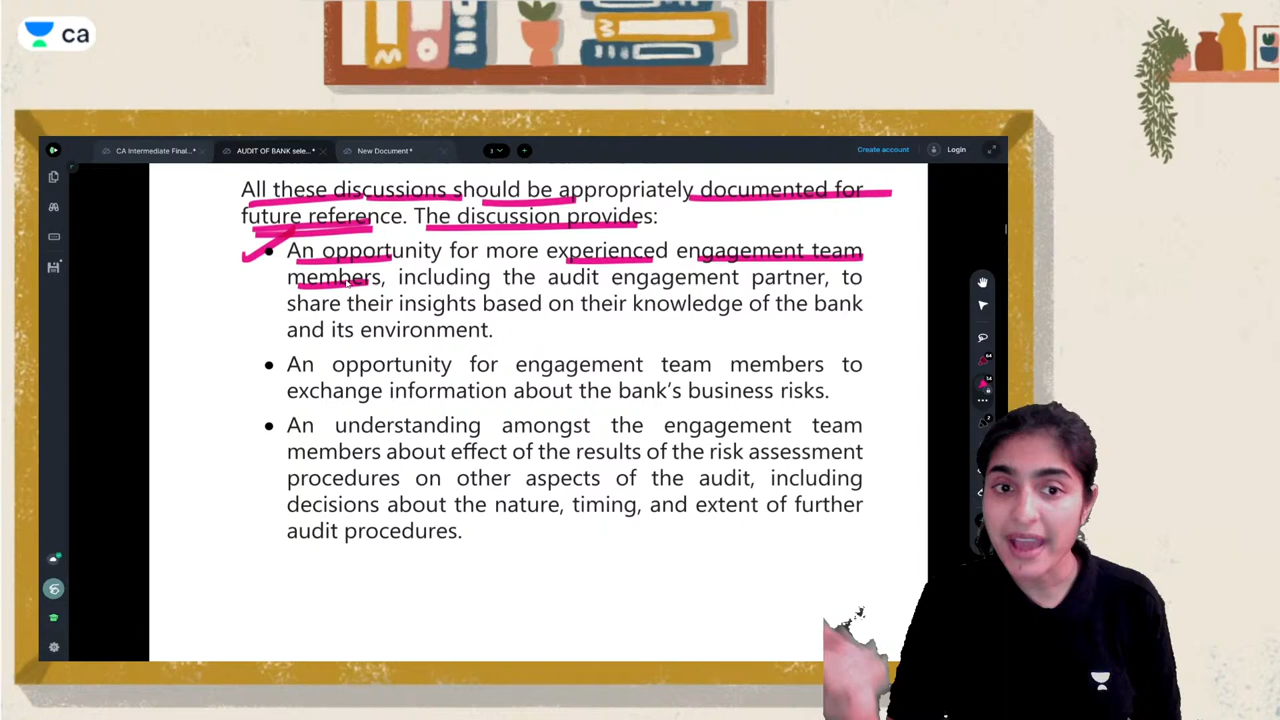 ca
CA Intermediate Final...*
AUDIT OF BANK sele...*
New Document*
1
Create account
Login
All these discussions should be appropriately documented for
future reference. The discussion provides:
• An opportunity for more experienced engagement team
members, including the audit engagement partner, to
share their insights based on their knowledge of the bank
and its environment.
• An opportunity for engagement team members to
exchange information about the bank's business risks.
• An understanding amongst the engagement team
members about effect of the results of the risk assessment
procedures on other aspects of the audit, including
decisions about the nature, timing, and extent of further
audit procedures.
64
14
2